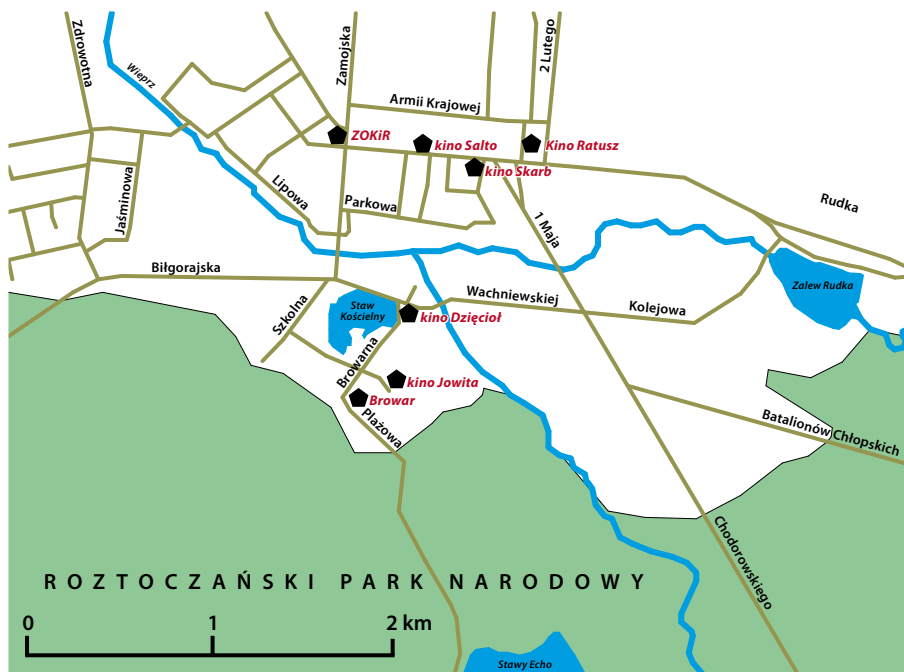 Zdrowotna
Wieprz
Zamojska
2 Lutego
Armii Krajowej
ZOKiR
kino Salto
Kino Ratusz
kino Skarb
Jaśminowa
Lipowa
Parkowa
1 Maja
Rudka
Biłgorajska
Szkolna
Staw
Kościelny
Wachniewskiej
Kolejowa
Zalew Rudka
kino Dzięcioł
Browarna
kino Jowita
Browar
Plażowa
Batalionów Chłopskich
Chodorowskiego
ROZTOCZAŃSKI PARK NARODOWY
0 1 2 km
Stawy Echo